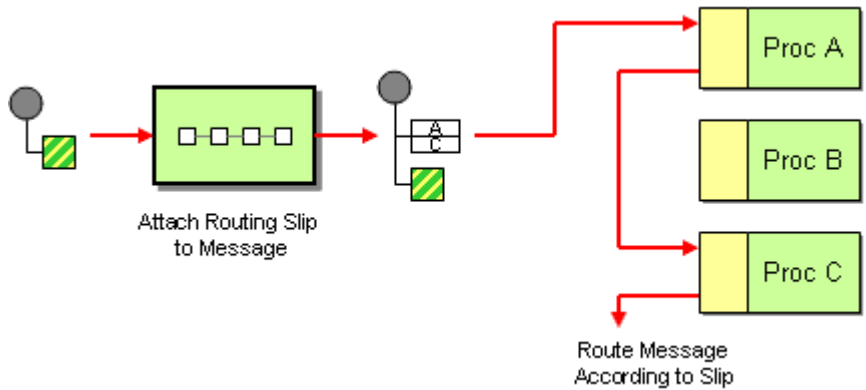 Proc A
A
C
Proc B
Attach Routing Slip
to Message
Proc C
Route Message
According to Slip